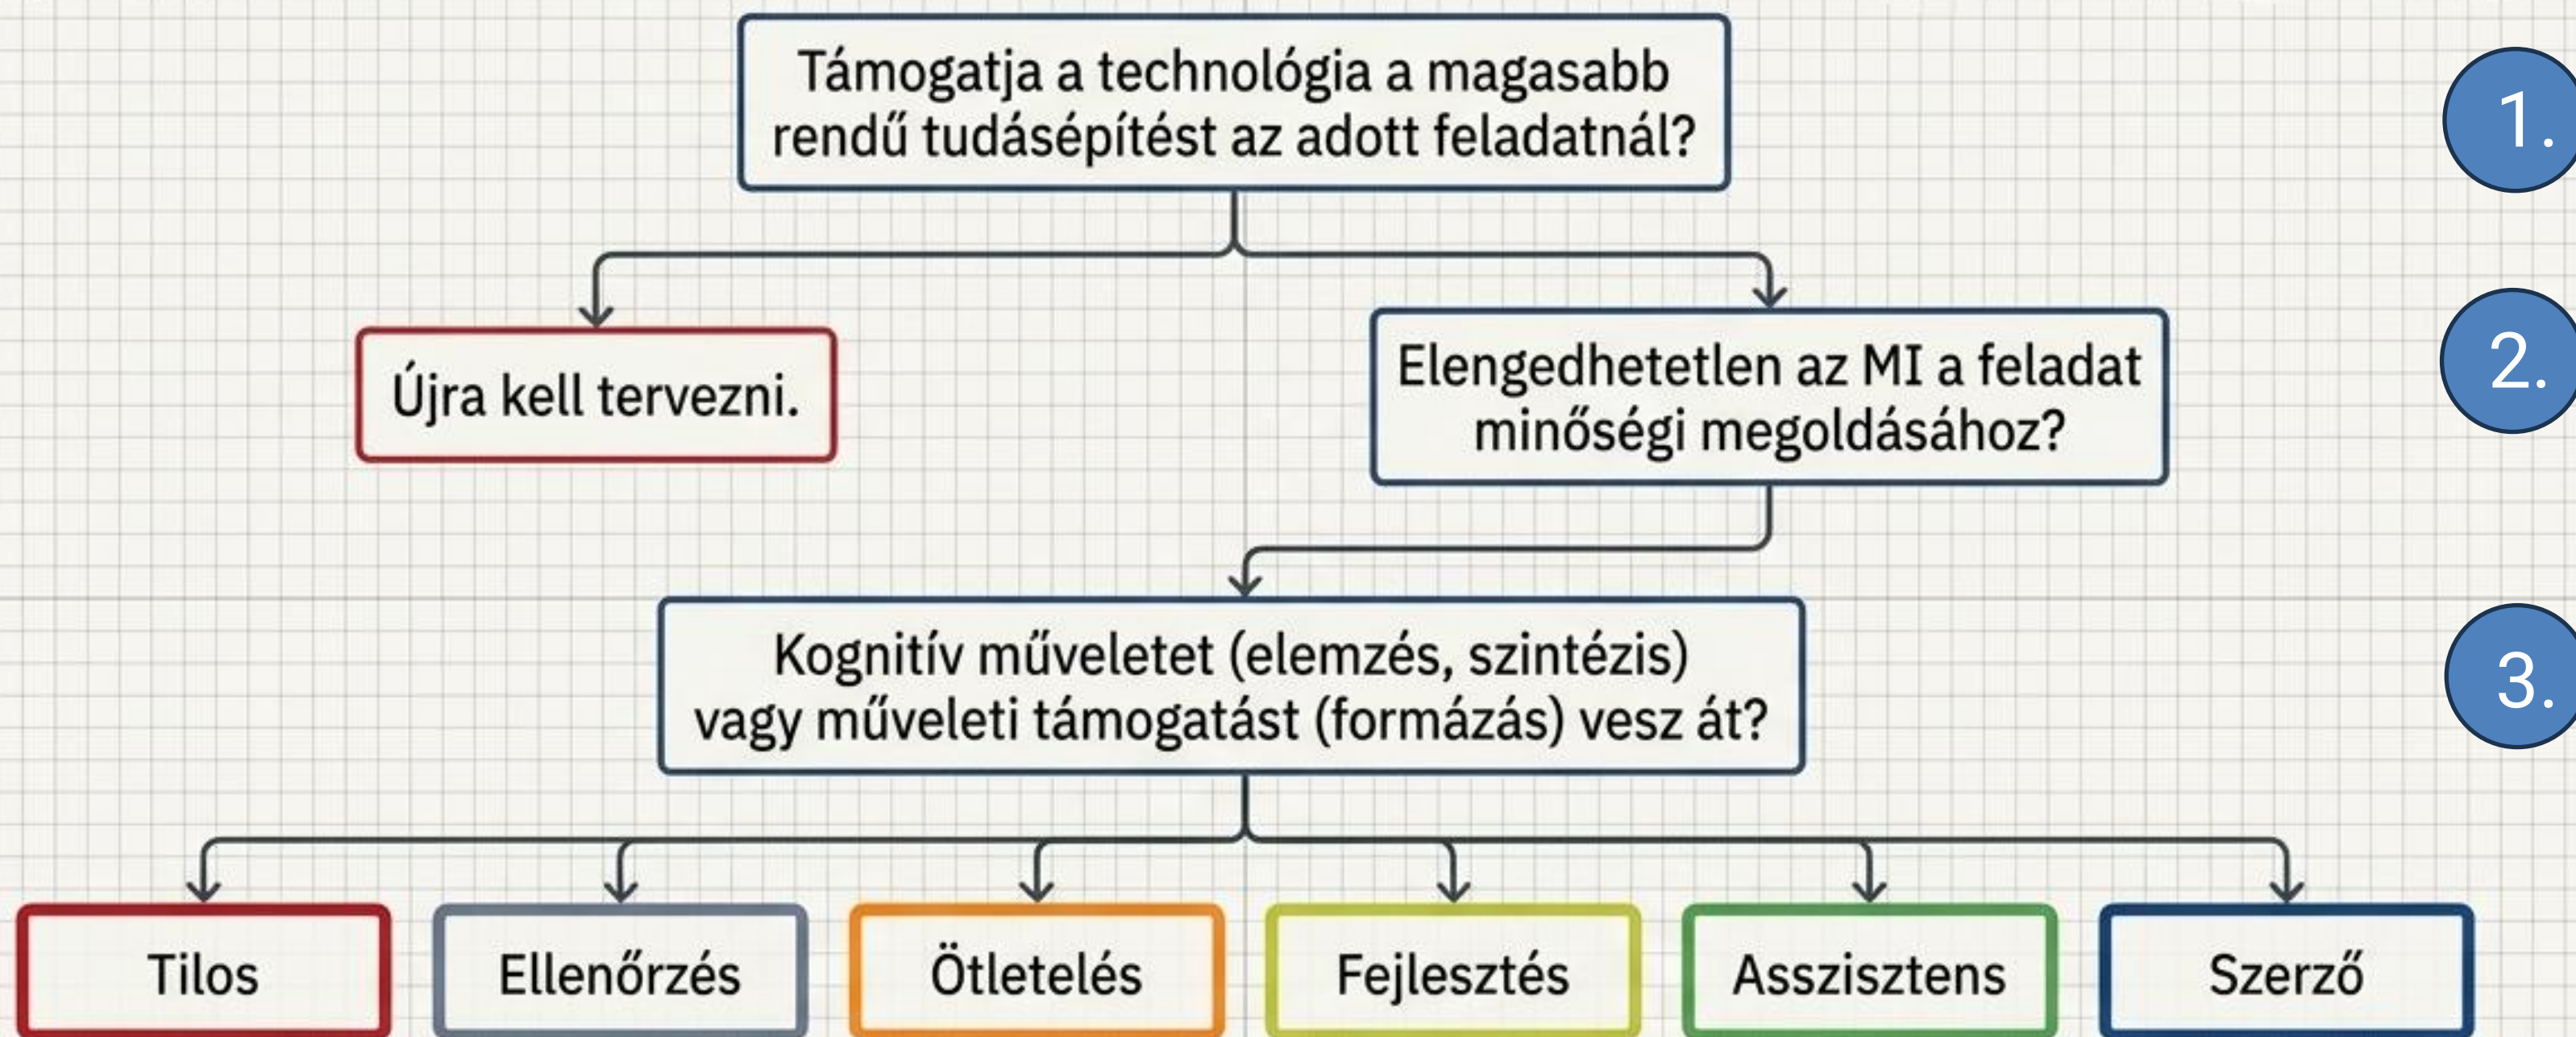 Támogatja a technológia a magasabb
rendű tudásépítést az adott feladatnál?
1.
Újra kell tervezni.
Elengedhetetlen az MI a feladat
minőségi megoldásához?
2.
Kognitív műveletet (elemzés, szintézis)
vagy műveleti támogatást (formázás) vesz át?
3.
Tilos
Ellenőrzés
Ötletelés
Fejlesztés
Asszisztens
Szerző